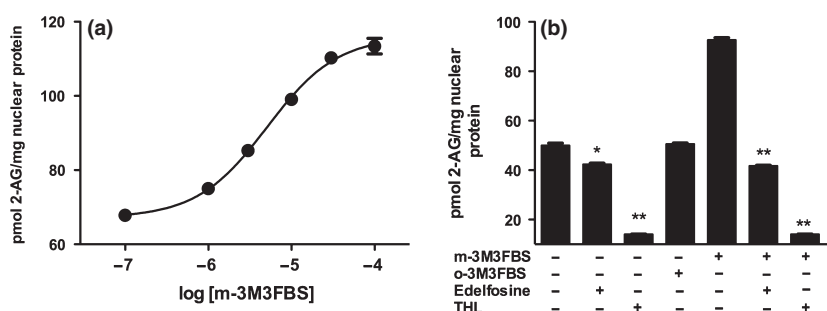 (a)
pmol 2-AG/mg nuclear protein
120
100
80
60
–7 –6 –5 –4
log [m-3M3FBS]
(b)
pmol 2-AG/mg nuclear
protein
100
80
60
40
20
* ** ** **
m-3M3FBS – – – – + + +
o-3M3FBS – – – + – – –
Edelfosine – + – – – + –
THL – – + – – – +